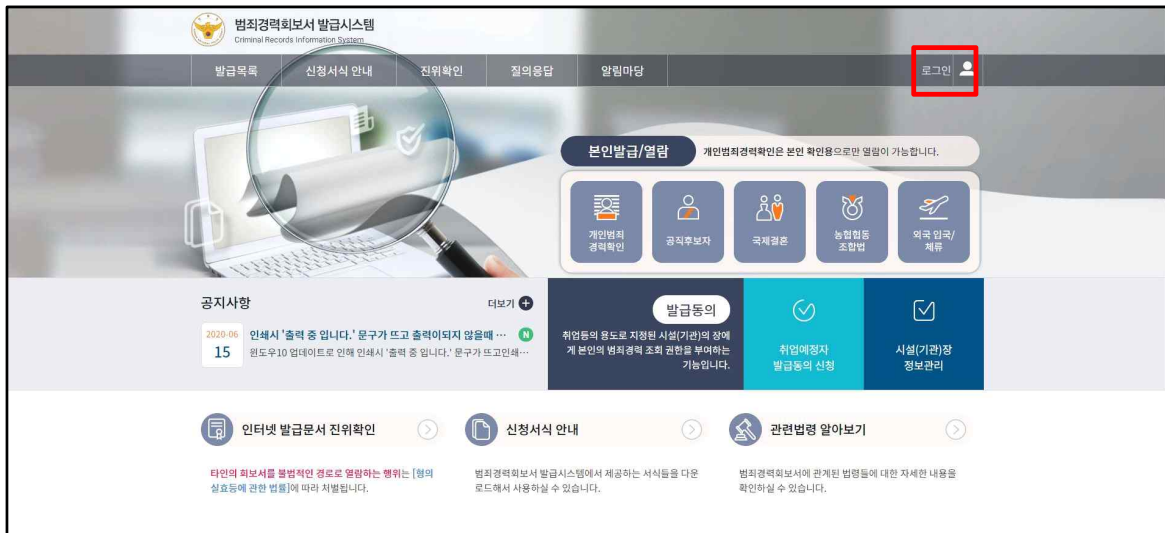 범죄경력회보서 발급시스템
Criminal Records Information System
발급목록 신청서식 안내 진위확인 질의응답 알림마당 로그인
본인발급/열람 개인범죄경력확인은 본인 확인용으로만 열람이 가능합니다.
개인범죄
경력확인
공직후보자
국제결혼
농협협동
조합법
외국 입국/
체류
공지사항 더보기
2020-06
15
인쇄시 '출력 중 입니다.' 문구가 뜨고 출력이되지 않을때 … N
윈도우10 업데이트로 인해 인쇄시 '출력 중 입니다.' 문구가 뜨고인쇄…
발급동의
취업등의 용도로 지정된 시설(기관)의 장에
게 본인의 범죄경력 조회 권한을 부여하는
기능입니다.
취업예정자
발급동의 신청
시설(기관)장
정보관리
인터넷 발급문서 진위확인
타인의 회보서를 불법적인 경로로 열람하는 행위는 [형의
실효등에 관한 법률]에 따라 처벌됩니다.
신청서식 안내
범죄경력회보서 발급시스템에서 제공하는 서식들을 다운
로드해서 사용하실 수 있습니다.
관련법령 알아보기
범죄경력회보서에 관계된 법령들에 대한 자세한 내용을
확인하실 수 있습니다.